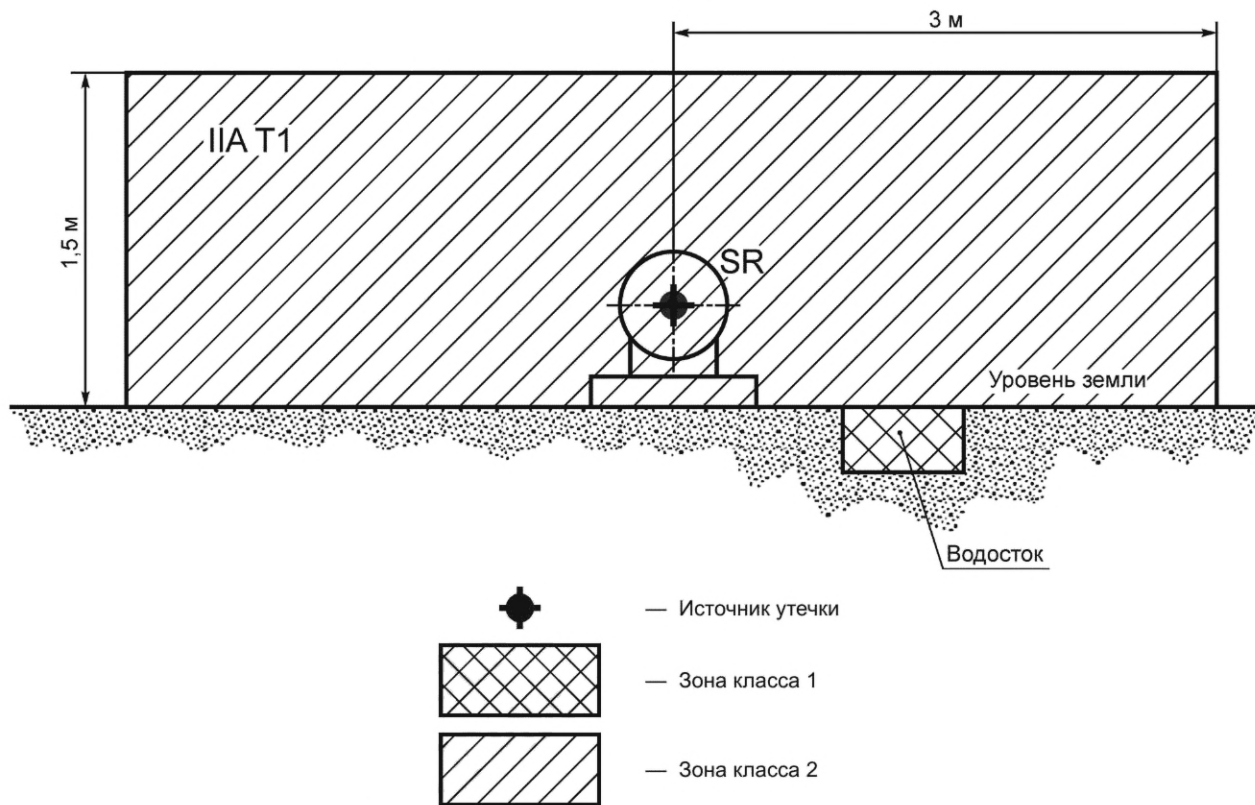 3 м
IIA T1
1,5 м
SR
Уровень земли
Водосток
— Источник утечки
— Зона класса 1
— Зона класса 2